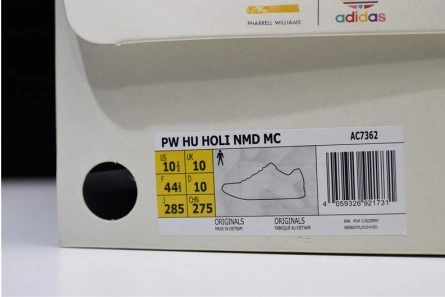 PHARRELL WILLIAMS
adidas
PW HU HOLI NMD MC
AC7362
US 10½ UK 10
F 44⅔ D 10
J 285 CHN 275
4 059326 921731
ORIGINALS ORIGINALS
MADE IN VIETNAM FABRIQUÉ AU VIETNAM